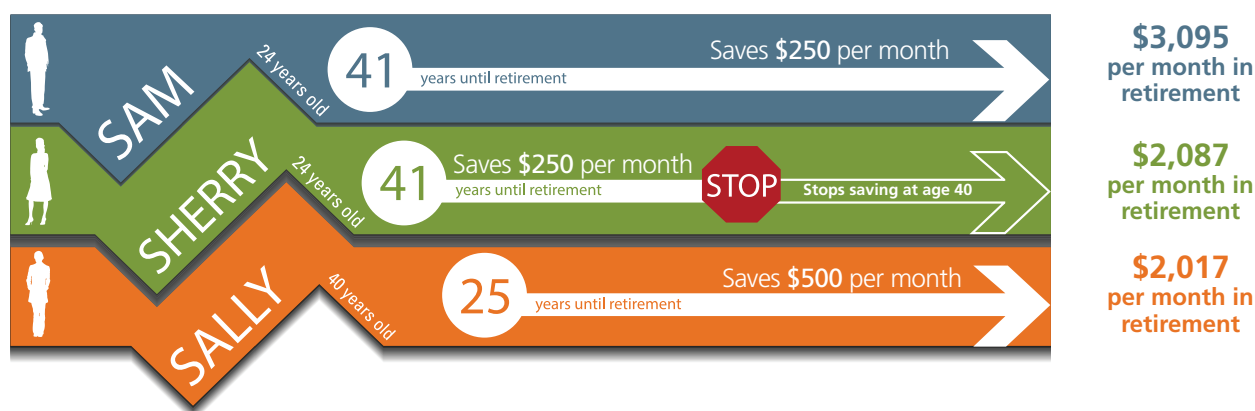 SAM
24 years old
41
years until retirement
Saves $250 per month
$3,095
per month in
retirement
SHERRY
24 years old
41
Saves $250 per month
years until retirement
STOP
Stops saving at age 40
$2,087
per month in
retirement
SALLY
40 years old
25
years until retirement
Saves $500 per month
$2,017
per month in
retirement